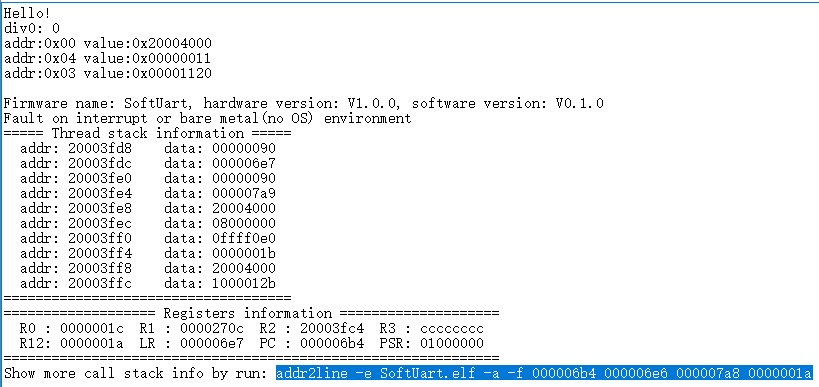 Hello!
div0: 0
addr:0x00 value:0x20004000
addr:0x04 value:0x00000011
addr:0x03 value:0x00001120
Firmware name: SoftUart, hardware version: V1.0.0, software version: V0.1.0
Fault on interrupt or bare metal(no OS) environment
===== Thread stack information =====
addr: 20003fd8    data: 00000090
addr: 20003fdc    data: 000006e7
addr: 20003fe0    data: 00000090
addr: 20003fe4    data: 000007a9
addr: 20003fe8    data: 20004000
addr: 20003fec    data: 08000000
addr: 20003ff0    data: 0ffff0e0
addr: 20003ff4    data: 0000001b
addr: 20003ff8    data: 20004000
addr: 20003ffc    data: 1000012b
====================================
=================== Registers information ====================
R0 : 0000001c  R1 : 0000270c  R2 : 20003fc4  R3 : cccccccc
R12: 0000001a  LR : 000006e7  PC : 000006b4  PSR: 01000000
==============================================================
Show more call stack info by run: addr2line -e SoftUart.elf -a -f 000006b4 000006e6 000007a8 0000001a